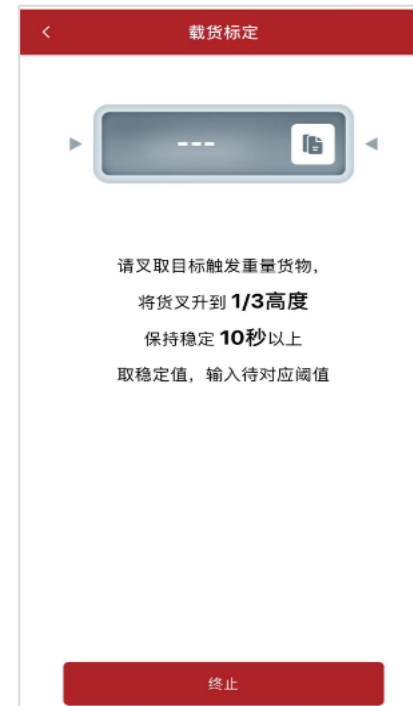 载货标定
---
请叉取目标触发重量货物，
将货叉升到 1/3高度
保持稳定 10秒以上
取稳定值，输入待对应阈值
终止